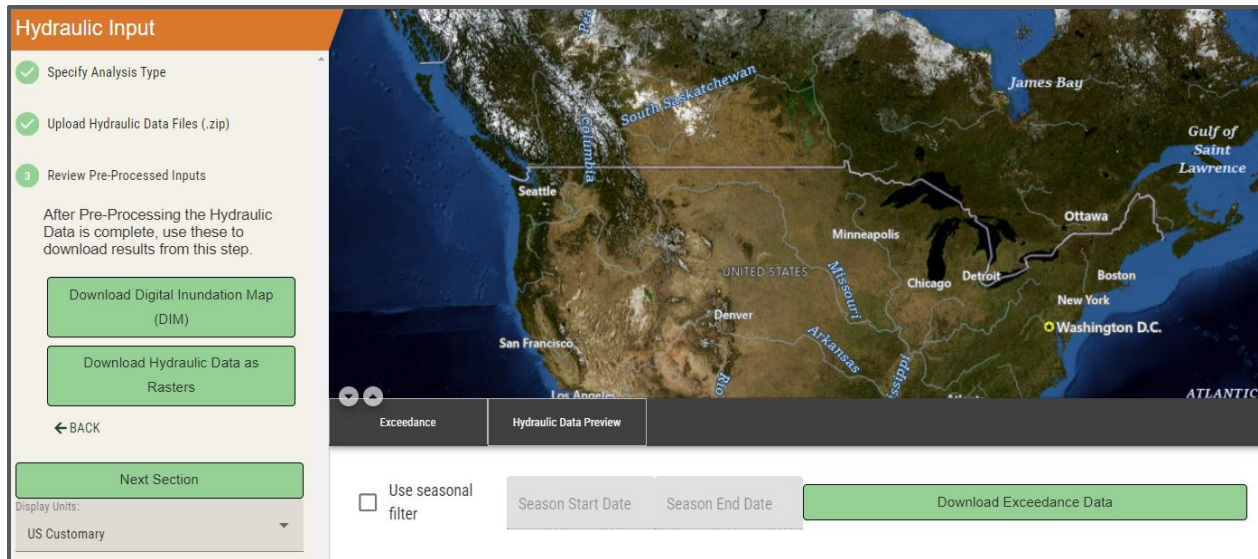 Hydraulic Input
Specify Analysis Type
Upload Hydraulic Data Files (.zip)
3
Review Pre-Processed Inputs
After Pre-Processing the Hydraulic
Data is complete, use these to
download results from this step.
Download Digital Inundation Map
(DIM)
Download Hydraulic Data as
Rasters
BACK
Next Section
Display Units:
US Customary
Pea
South Saskatchewan
Columbia
James Bay
Gulf of
Saint
Lawrence
Seattle
Ottawa
Minneapolis
UNITED STATES
Missouri
Chicago
Detroit
Boston
New York
Denver
Washington D.C.
San Francisco
Arkansas
Los Angeles
Rio
ssippi
ATLANTIC
Exceedance
Hydraulic Data Preview
Use seasonal
filter
Season Start Date
Season End Date
Download Exceedance Data